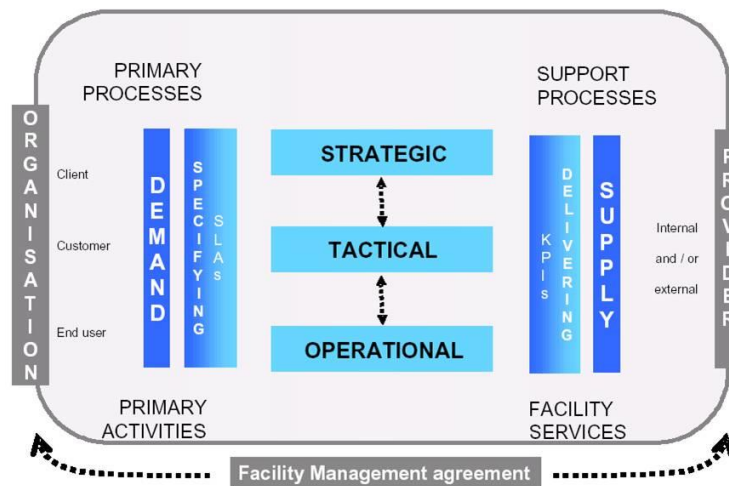 PRIMARY
PROCESSES
SUPPORT
PROCESSES
ORGANISATION
Client
Customer
End user
DEMAND
SPECIFYING
SLAs
STRATEGIC
TACTICAL
OPERATIONAL
KPIs
DELIVERING
SUPPLY
Internal
and / or
external
PROVIDER
PRIMARY
ACTIVITIES
FACILITY
SERVICES
Facility Management agreement